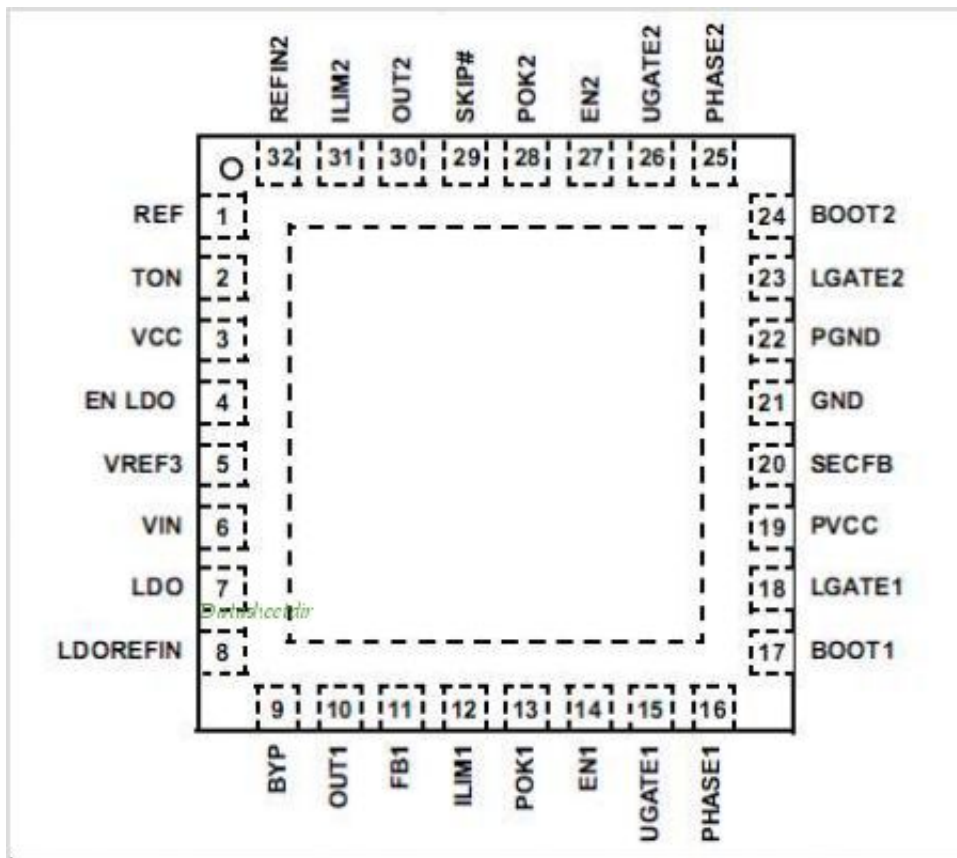 REFIN2 ILIM2 OUT2 SKIP# POK2 EN2 UGATE2 PHASE2
32 31 30 29 28 27 26 25
REF 1 24 BOOT2
TON 2 23 LGATE2
VCC 3 22 PGND
EN LDO 4 21 GND
VREF3 5 20 SECFB
VIN 6 19 PVCC
LDO 7 18 LGATE1
Datasheetdir
LDOREFIN 8 17 BOOT1
9 10 11 12 13 14 15 16
BYP OUT1 FB1 ILIM1 POK1 EN1 UGATE1 PHASE1